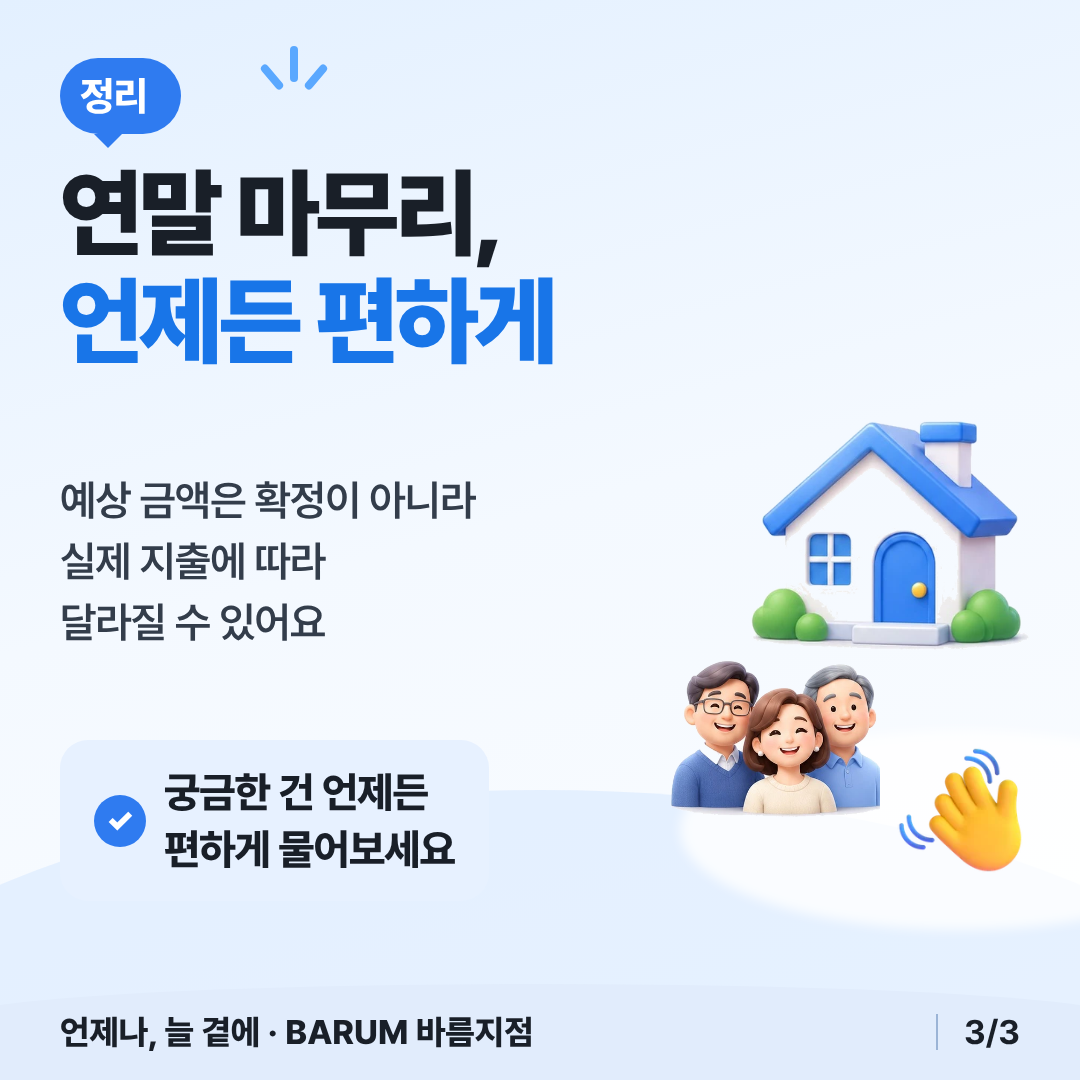 정리
연말 마무리,
언제든 편하게
예상 금액은 확정이 아니라
실제 지출에 따라
달라질 수 있어요
궁금한 건 언제든
편하게 물어보세요
언제나, 늘 곁에 · BARUM 바름지점
3/3